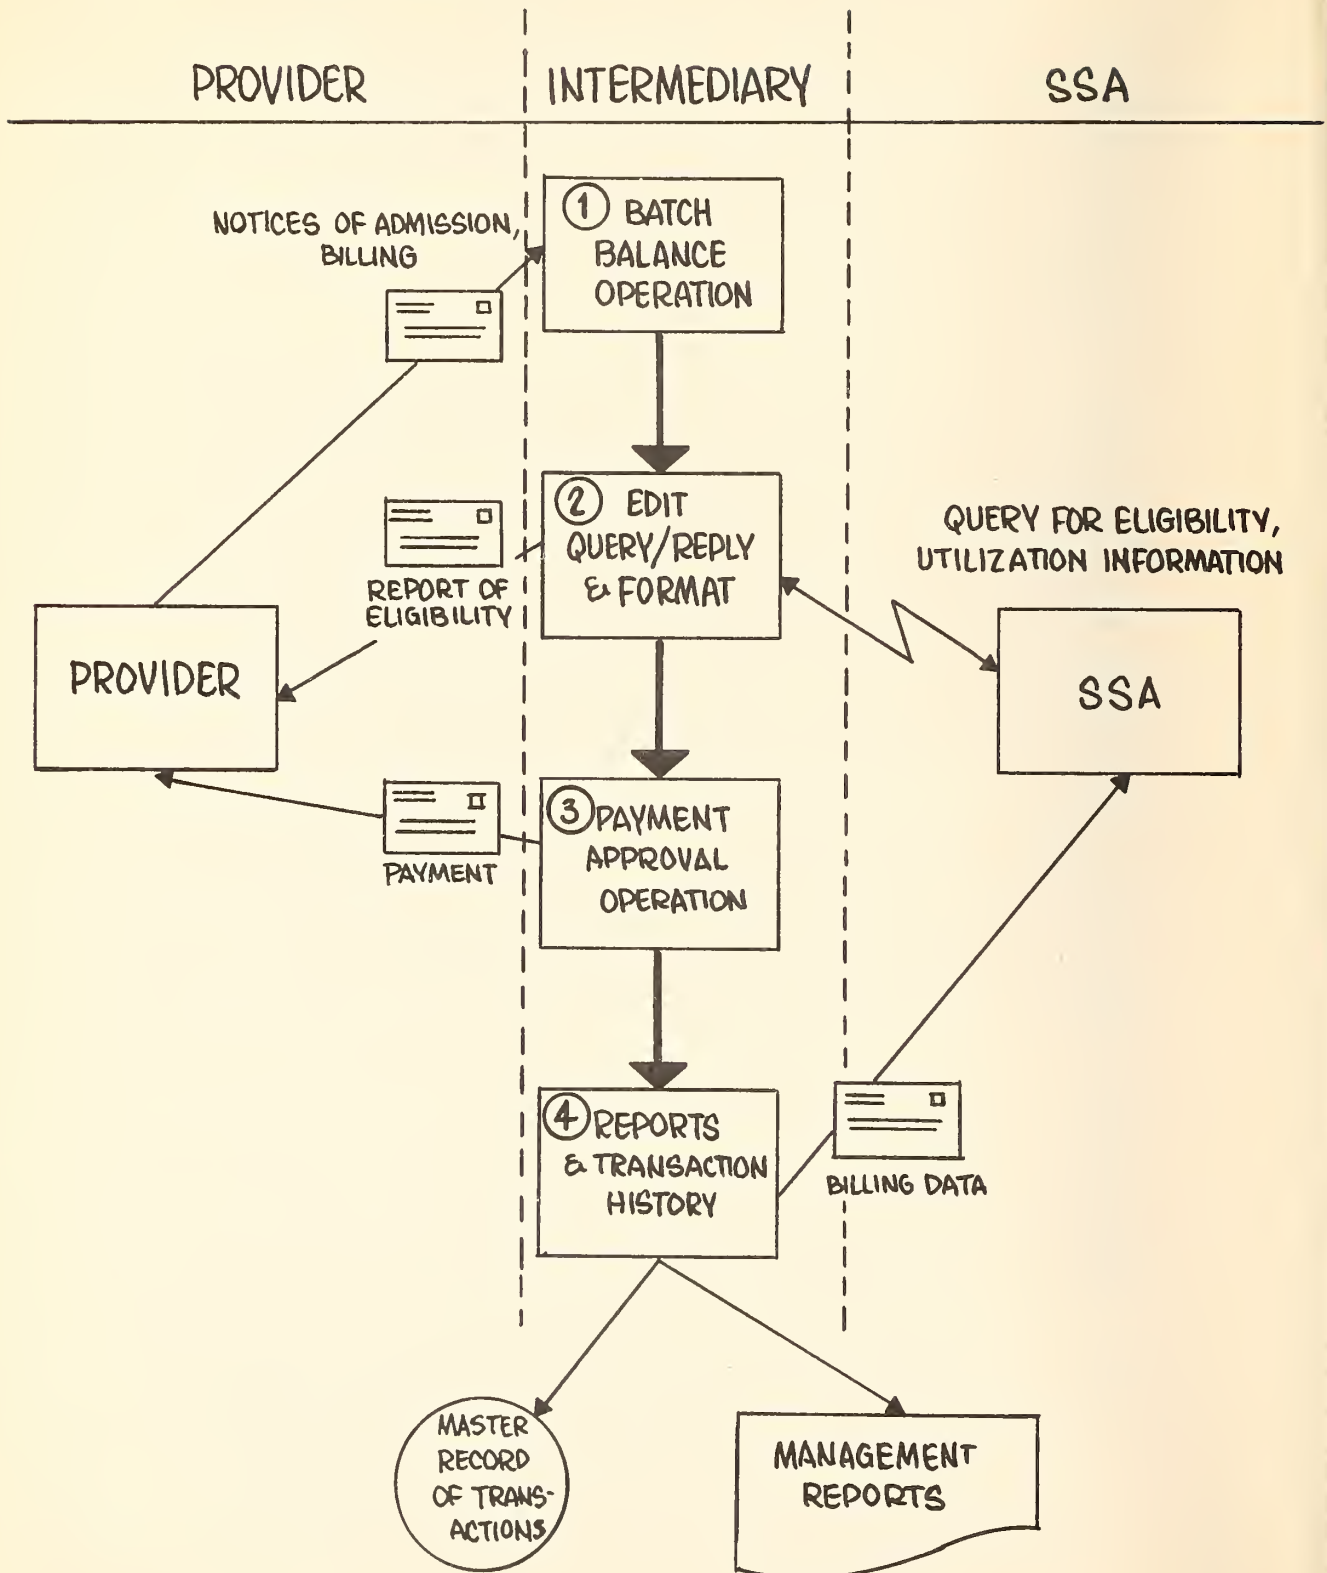 PROVIDER
INTERMEDIARY
SSA
NOTICES OF ADMISSION,
BILLING
① BATCH
BALANCE
OPERATION
② EDIT
QUERY/REPLY
& FORMAT
REPORT OF
ELIGIBILITY
QUERY FOR ELIGIBILITY,
UTILIZATION INFORMATION
PROVIDER
SSA
③ PAYMENT
APPROVAL
OPERATION
PAYMENT
④ REPORTS
& TRANSACTION
HISTORY
BILLING DATA
MASTER
RECORD
OF TRANS-
ACTIONS
MANAGEMENT
REPORTS